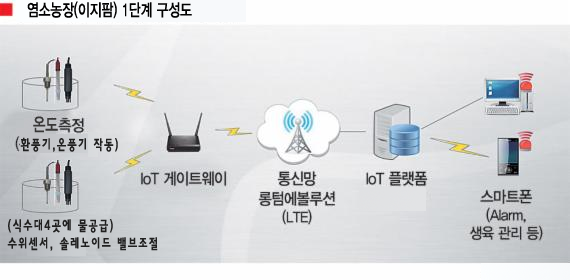 염소농장(이지팜) 1단계 구성도
온도측정
(환풍기,온풍기 작동)
(식수대4곳에 물공급)
수위센서, 솔레노이드 밸브조절
IoT 게이트웨이
통신망
롱텀에볼루션
(LTE)
IoT 플랫폼
스마트폰
(Alarm,
생육 관리 등)